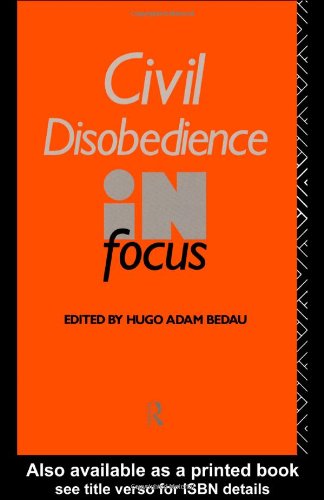 Civil
Disobedience
iN
focus
EDITED BY HUGO ADAM BEDAU
R
Also available as a printed book
see title verso for ISBN details